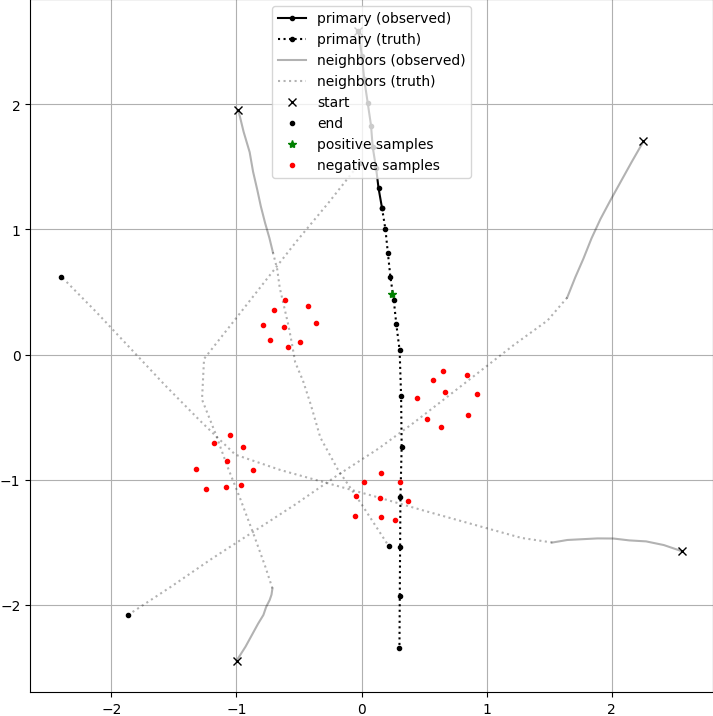 primary (observed)
primary (truth)
neighbors (observed)
neighbors (truth)
start
end
positive samples
negative samples
2
1
0
−1
−2
−2
−1
0
1
2